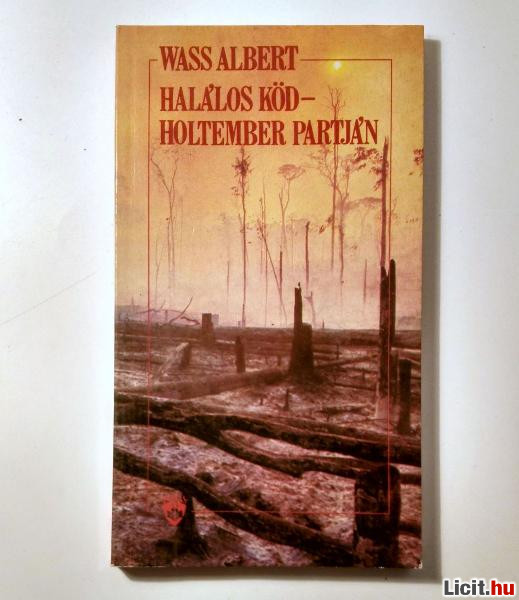 WASS ALBERT
HALÁLOS KÖD–
HOLTEMBER PARTJÁN
Licit.hu